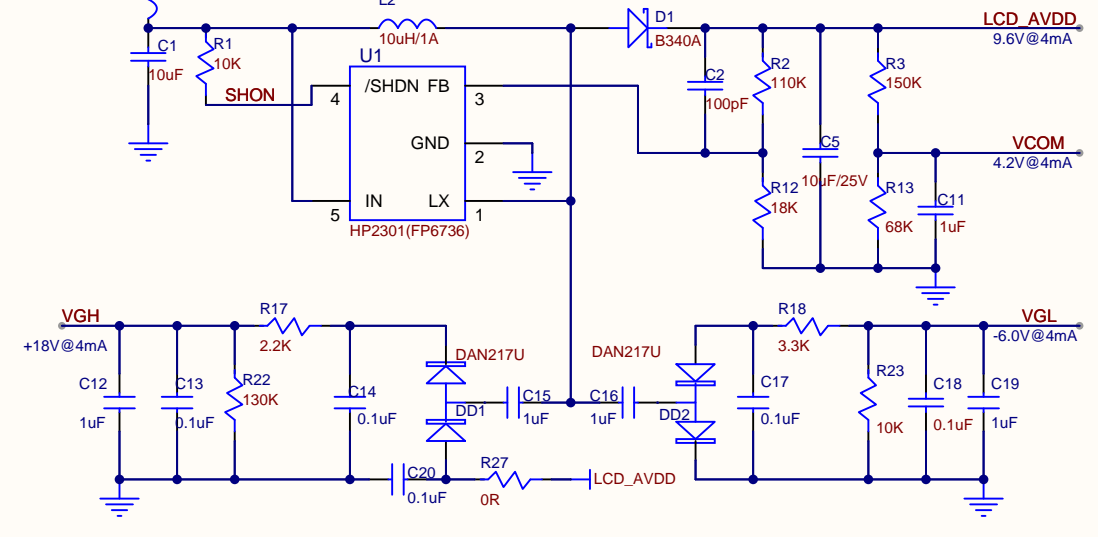 L2
10uH/1A
D1
B340A
LCD_AVDD
9.6V@4mA
C1
10uF
R1
10K
SHON
U1
/SHDN FB
4
3
GND
2
IN
LX
5
1
HP2301(FP6736)
C2
100pF
R2
110K
R3
150K
C5
10uF/25V
VCOM
4.2V@4mA
R12
18K
R13
68K
C11
1uF
VGH
+18V@4mA
R17
2.2K
C12
1uF
C13
0.1uF
R22
130K
C14
0.1uF
DAN217U
DD1
C15
1uF
C20
0.1uF
R27
0R
LCD_AVDD
DAN217U
C16
1uF
DD2
R18
3.3K
VGL
-6.0V@4mA
C17
0.1uF
R23
10K
C18
0.1uF
C19
1uF